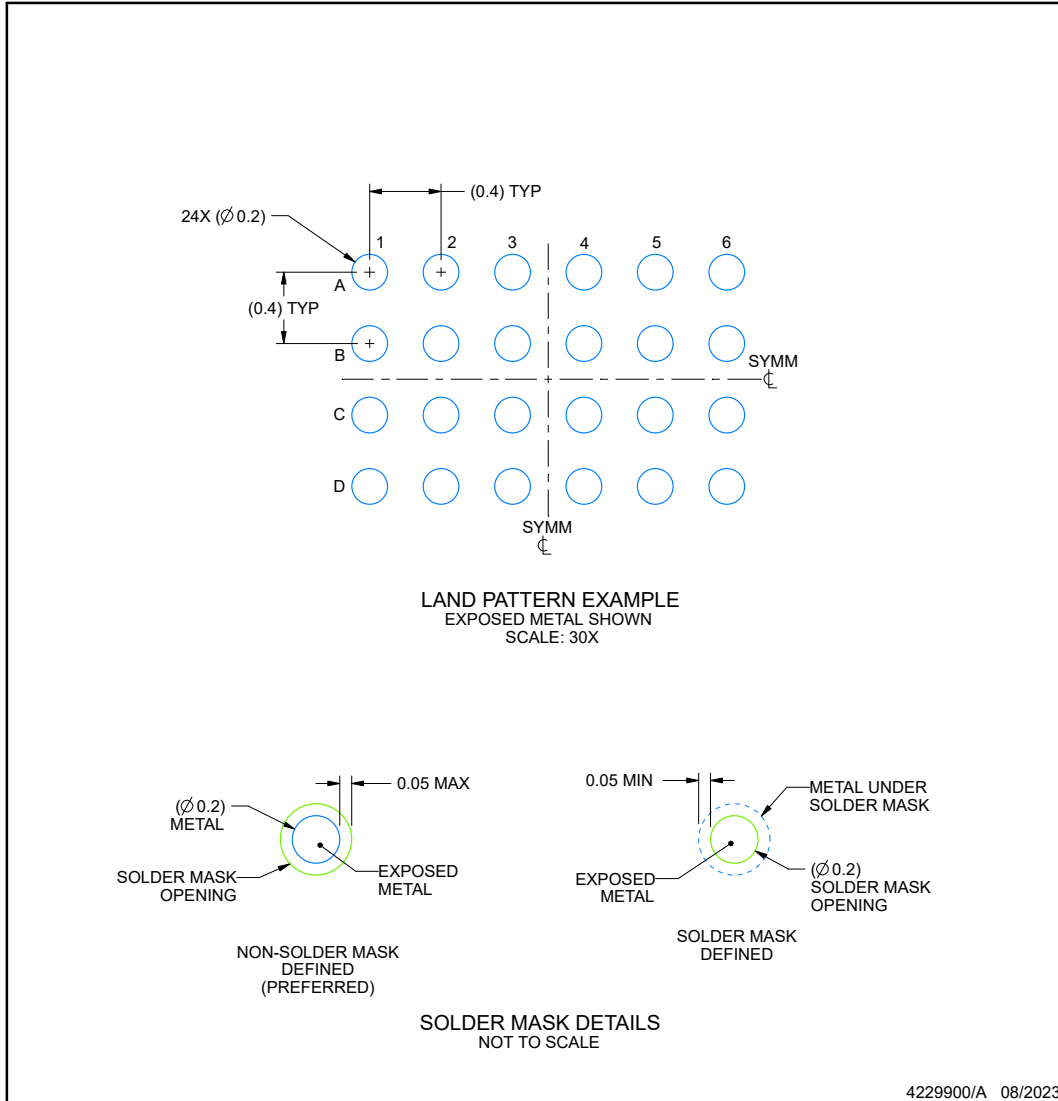 (0.4) TYP
24X (∅ 0.2)
1
2
3
4
5
6
A
(0.4) TYP
B
SYMM
C
D
SYMM
LAND PATTERN EXAMPLE
EXPOSED METAL SHOWN
SCALE: 30X
0.05 MAX
(∅ 0.2)
METAL
SOLDER MASK
OPENING
EXPOSED
METAL
NON-SOLDER MASK
DEFINED
(PREFERRED)
0.05 MIN
METAL UNDER
SOLDER MASK
EXPOSED
METAL
(∅ 0.2)
SOLDER MASK
OPENING
SOLDER MASK
DEFINED
SOLDER MASK DETAILS
NOT TO SCALE
4229900/A 08/2023